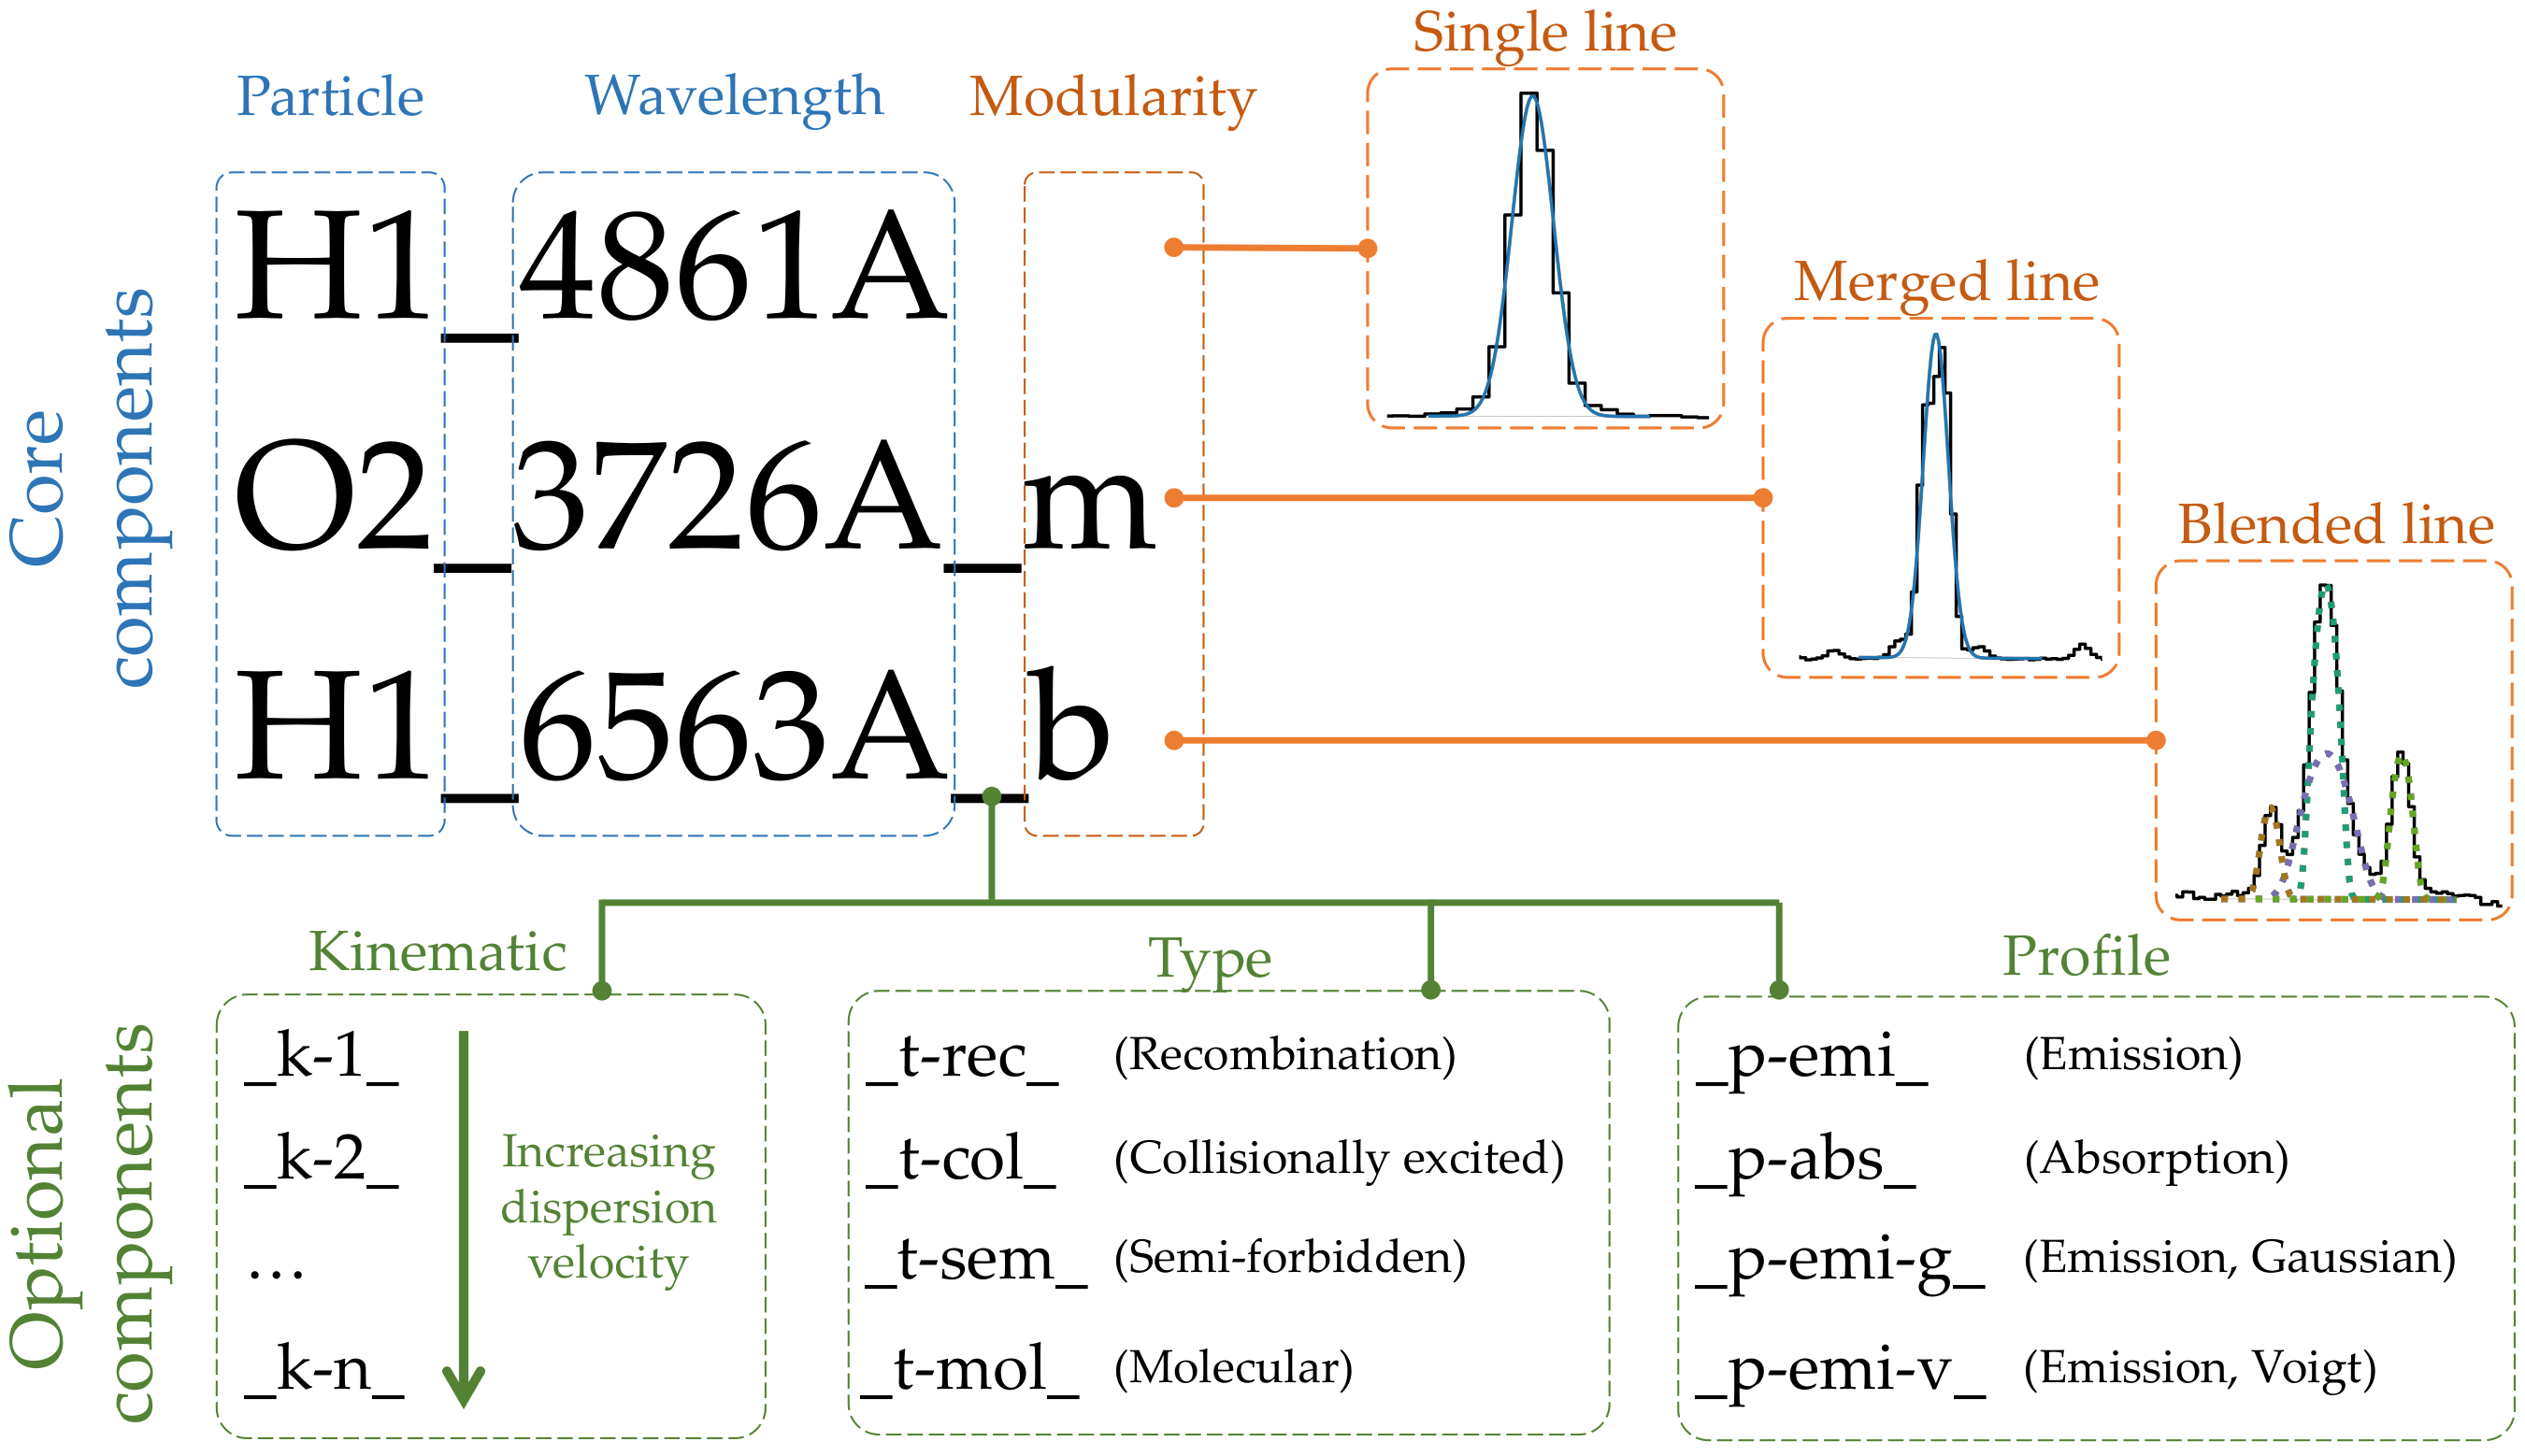 Single line
Particle
Wavelength
Modularity
Core
components
H1_4861A
Merged line
O2_3726A_m
Blended line
H1_6563A_b
Optional
components
Kinematic
_k-1_
_k-2_
...
_k-n_
Increasing
dispersion
velocity
Type
_t-rec_ (Recombination)
_t-col_ (Collisionally excited)
_t-sem_ (Semi-forbidden)
_t-mol_ (Molecular)
Profile
_p-emi_ (Emission)
_p-abs_ (Absorption)
_p-emi-g_ (Emission, Gaussian)
_p-emi-v_ (Emission, Voigt)